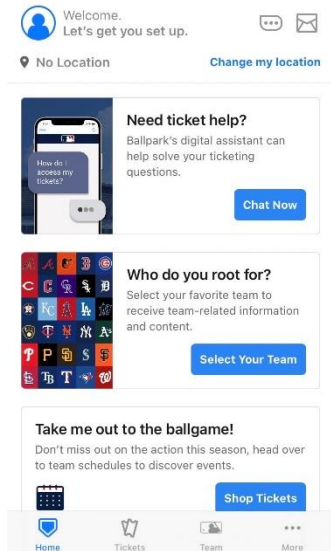 Welcome.
Let's get you set up.
No Location
Change my location
How do I
access my
tickets?
Need ticket help?
Ballpark's digital assistant can
help solve your ticketing
questions.
Chat Now
Who do you root for?
Select your favorite team to
receive team-related information
and content.
Select Your Team
Take me out to the ballgame!
Don't miss out on the action this season, head over
to team schedules to discover events.
Shop Tickets
Home
Tickets
Team
More